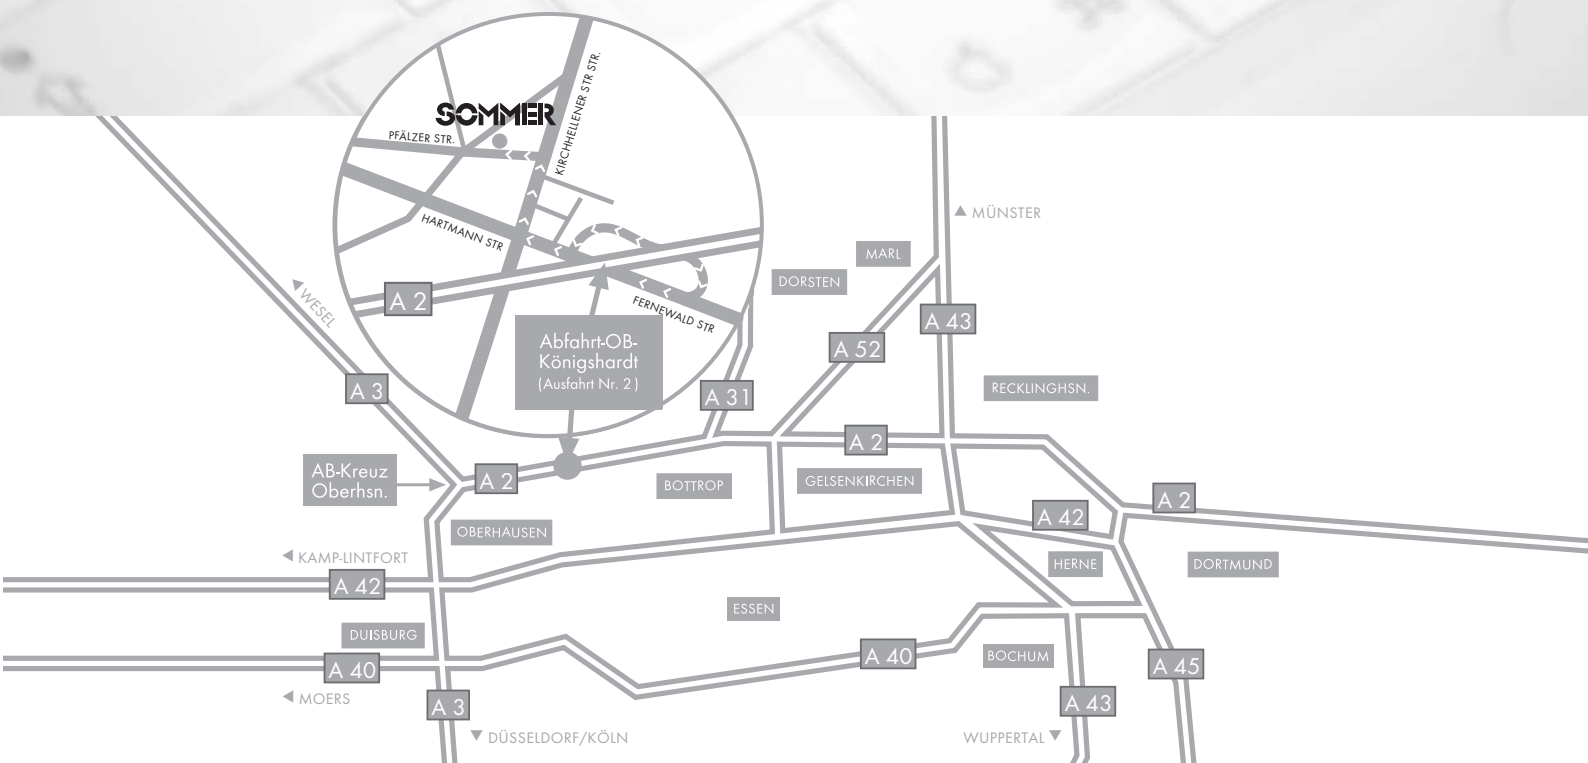 SOMMER
PFÄLZER STR.
KIRCHHELLENER STR STR.
HARTMANN STR
A 2
FERNEWALD STR
Abfahrt-OB-
Königshardt
(Ausfahrt Nr. 2)
MÜNSTER
MARL
DORSTEN
WESEL
A 43
A 52
A 3
A 31
RECKLINGHSN.
A 2
AB-Kreuz
Oberhsn.
A 2
BOTTROP
GELSENKIRCHEN
A 2
A 42
OBERHAUSEN
KAMP-LINTFORT
HERNE
DORTMUND
A 42
ESSEN
DUISBURG
A 40
A 40
BOCHUM
A 45
MOERS
A 3
A 43
DÜSSELDORF/KÖLN
WUPPERTAL